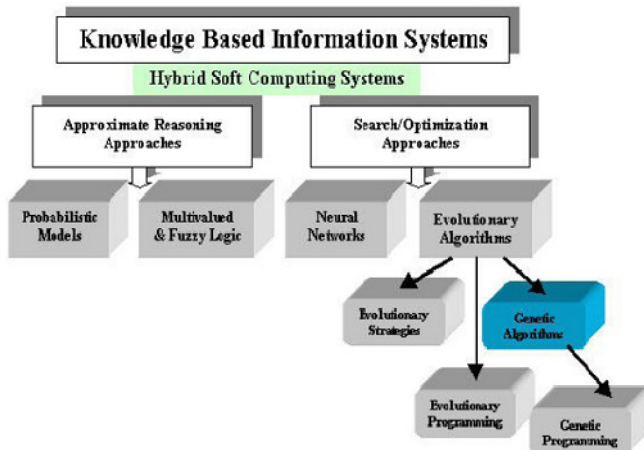 Knowledge Based Information Systems
Hybrid Soft Computing Systems
Approximate Reasoning
Approaches
Search/Optimization
Approaches
Probabilistic
Models
Multivalued
& Fuzzy Logic
Neural
Networks
Evolutionary
Algorithms
Evolutionary
Strategies
Genetic
Algorithms
Evolutionary
Programming
Genetic
Programming